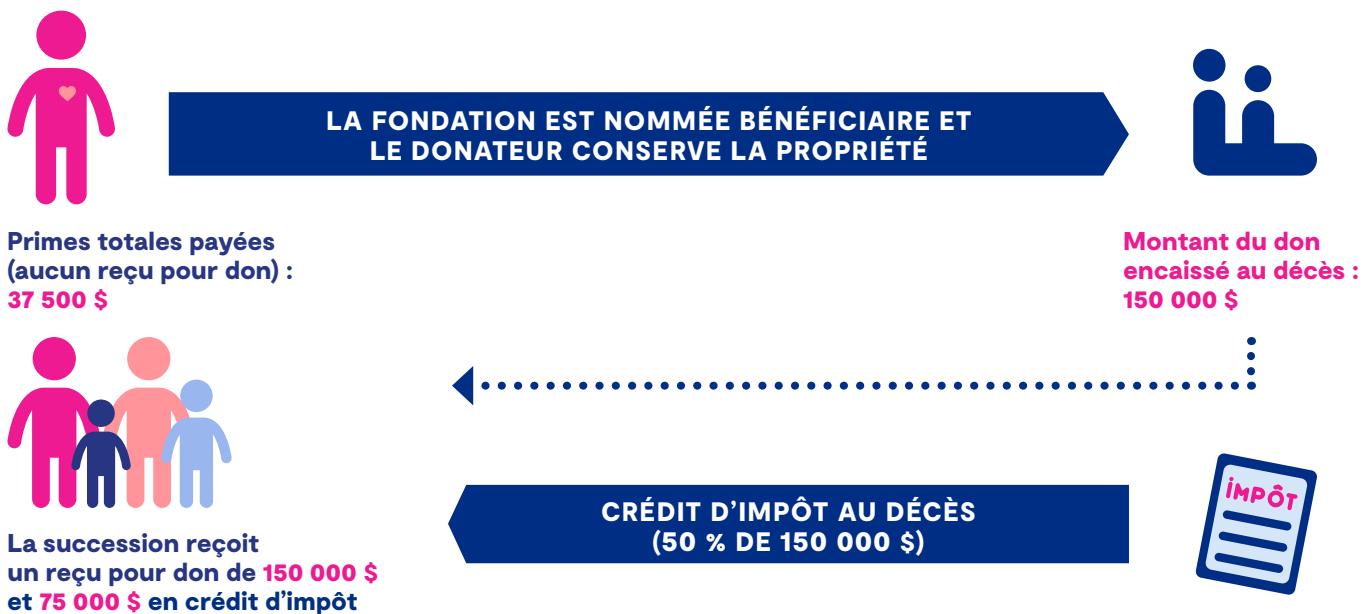 LA FONDATION EST NOMMÉE BÉNÉFICIAIRE ET
LE DONATEUR CONSERVE LA PROPRIÉTÉ
Primes totales payées
(aucun reçu pour don) :
37 500 $
Montant du don
encaissé au décès :
150 000 $
CRÉDIT D’IMPÔT AU DÉCÈS
(50 % DE 150 000 $)
IMPÔT
La succession reçoit
un reçu pour don de 150 000 $
et 75 000 $ en crédit d’impôt